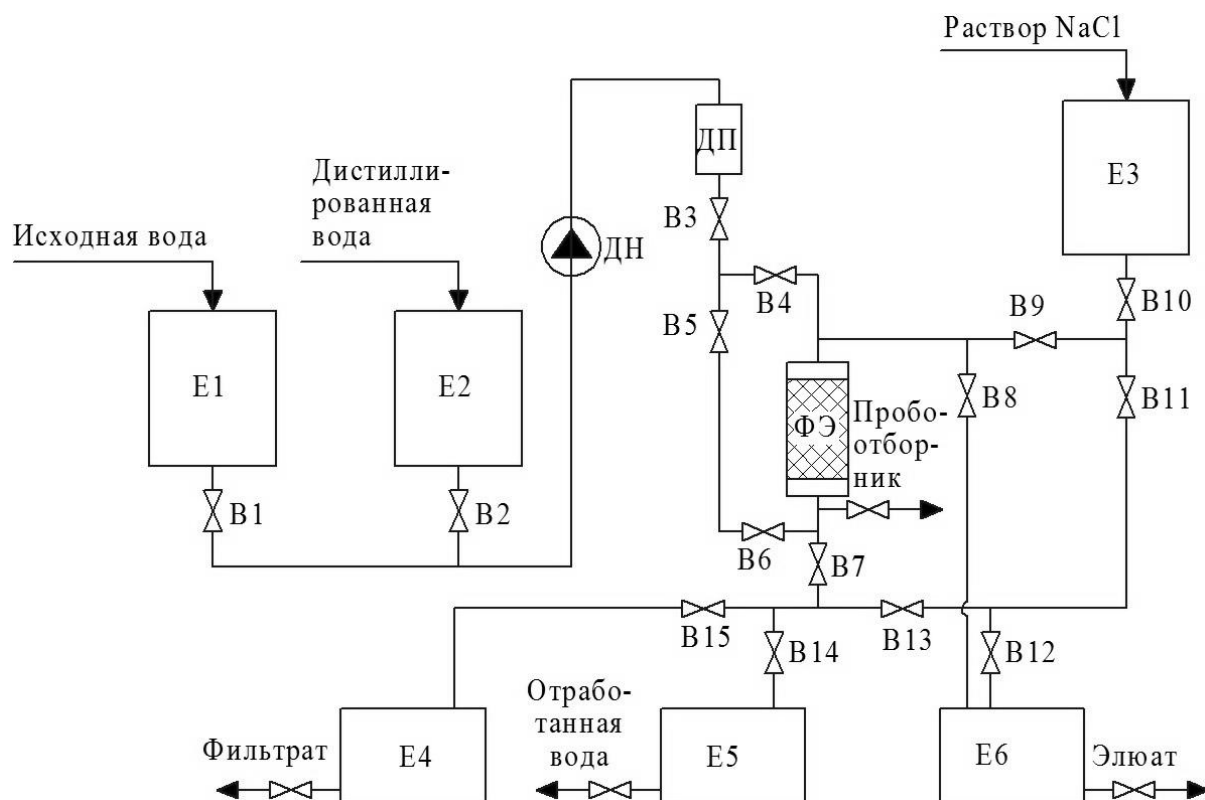 Раствор NaCl
ДП
Е3
Дистилли-
рованная
вода
В3
Исходная вода
ДН
В4
В10
В9
В5
Е1
Е2
В8
В11
ФЭ
Пробо-
отбор-
ник
В1
В2
В6
В7
В15
В14
В13
В12
Отрабо-
танная
вода
Фильтрат
Е4
Е5
Е6
Элюат